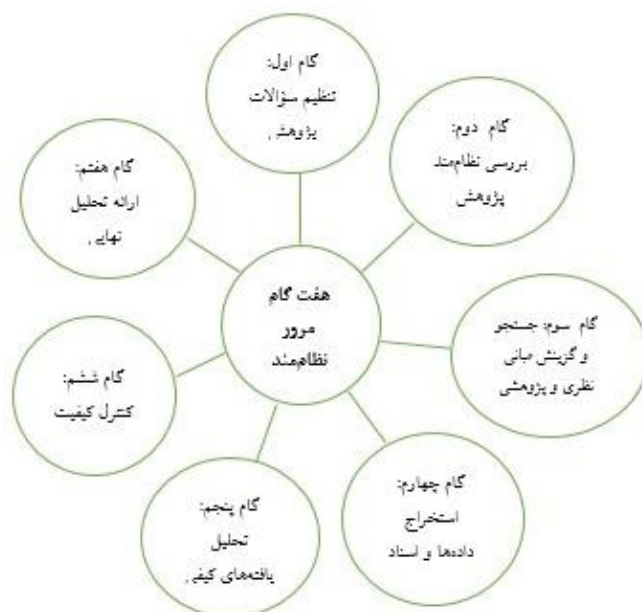 هفت گام
مرور
نظام‌مند
گام اول:
تنظیم سؤالات
پژوهشی
گام دوم:
بررسی نظام‌مند
پژوهش
گام سوم: جستجو
و گزینش مبانی
نظری و پژوهشی
گام چهارم:
استخراج
داده‌ها و اسناد
گام پنجم:
تحلیل
یافته‌های کیفی
گام ششم:
کنترل کیفیت
گام هفتم:
ارائه تحلیل
نهایی